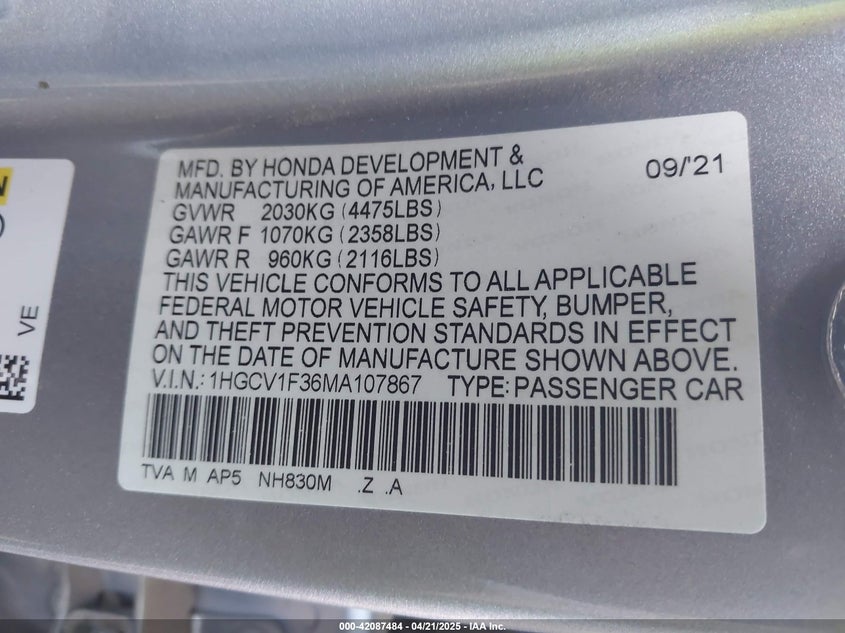 MFD. BY HONDA DEVELOPMENT &
MANUFACTURING OF AMERICA, LLC
09/'21
GVWR 2030KG (4475LBS)
GAWR F 1070KG (2358LBS)
GAWR R 960KG (2116LBS)
THIS VEHICLE CONFORMS TO ALL APPLICABLE
FEDERAL MOTOR VEHICLE SAFETY, BUMPER,
AND THEFT PREVENTION STANDARDS IN EFFECT
ON THE DATE OF MANUFACTURE SHOWN ABOVE.
V.I.N.: 1HGCV1F36MA107867 TYPE: PASSENGER CAR
TVA M AP5 NH830M .Z .A
VE
000-42087484 - 04/21/2025 - IAA Inc.